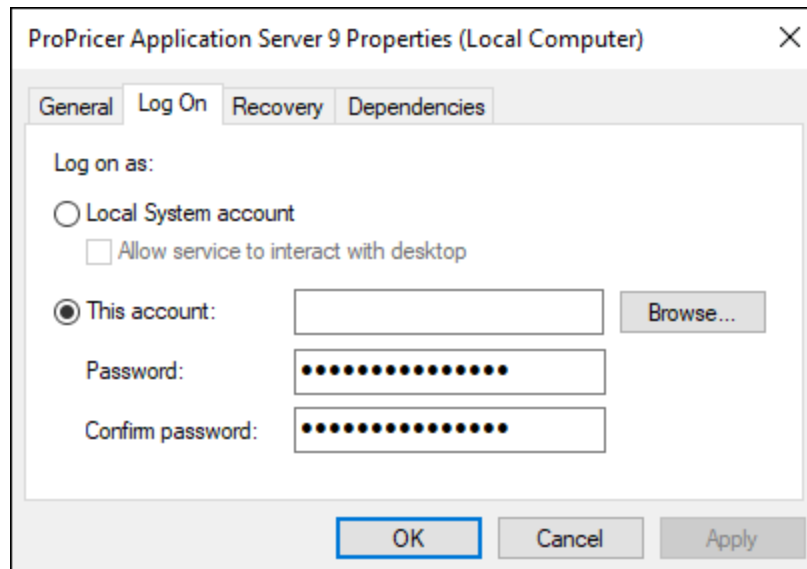 ProPricer Application Server 9 Properties (Local Computer)
General Log On Recovery Dependencies
Log on as:
Local System account
Allow service to interact with desktop
This account: Browse...
Password: •••••••••••••••
Confirm password: •••••••••••••••
OK Cancel Apply